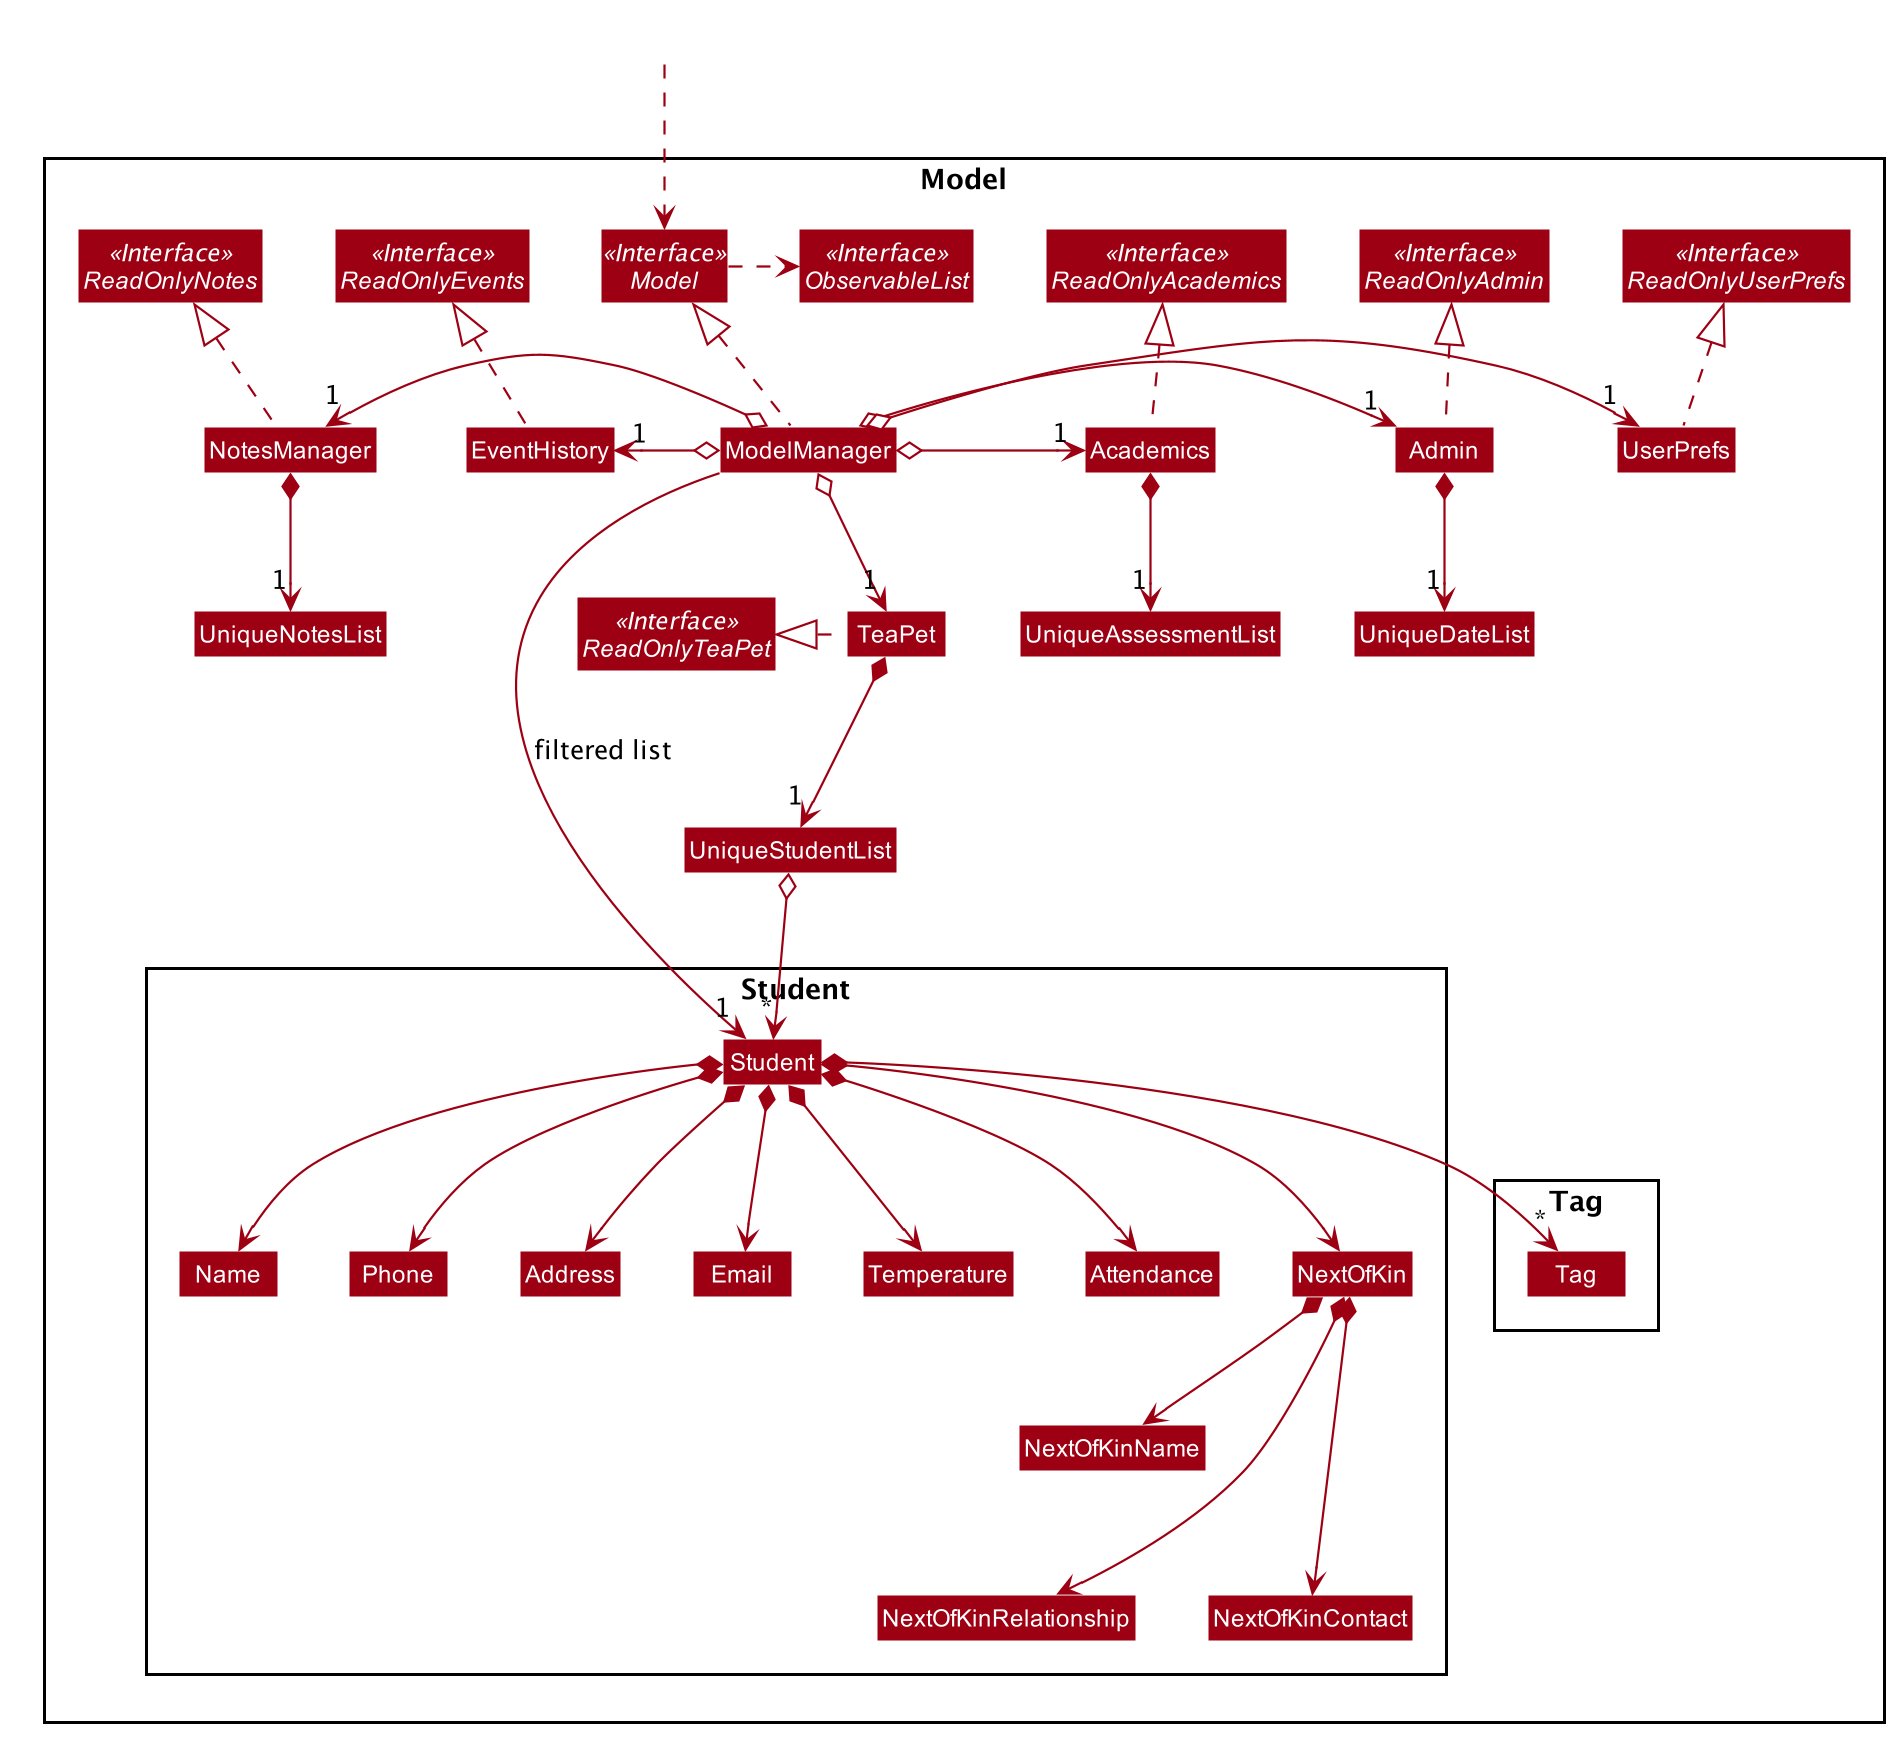 Model
«Interface»
ReadOnlyNotes
«Interface»
ReadOnlyEvents
«Interface»
Model
«Interface»
ObservableList
«Interface»
ReadOnlyAcademics
«Interface»
ReadOnlyAdmin
«Interface»
ReadOnlyUserPrefs
1
1
1
1
1
NotesManager
EventHistory
ModelManager
Academics
Admin
UserPrefs
1
1
1
1
UniqueNotesList
«Interface»
ReadOnlyTeaPet
TeaPet
UniqueAssessmentList
UniqueDateList
filtered list
1
UniqueStudentList
Student
1
*
Student
Tag
*
Name
Phone
Address
Email
Temperature
Attendance
NextOfKin
Tag
NextOfKinName
NextOfKinRelationship
NextOfKinContact